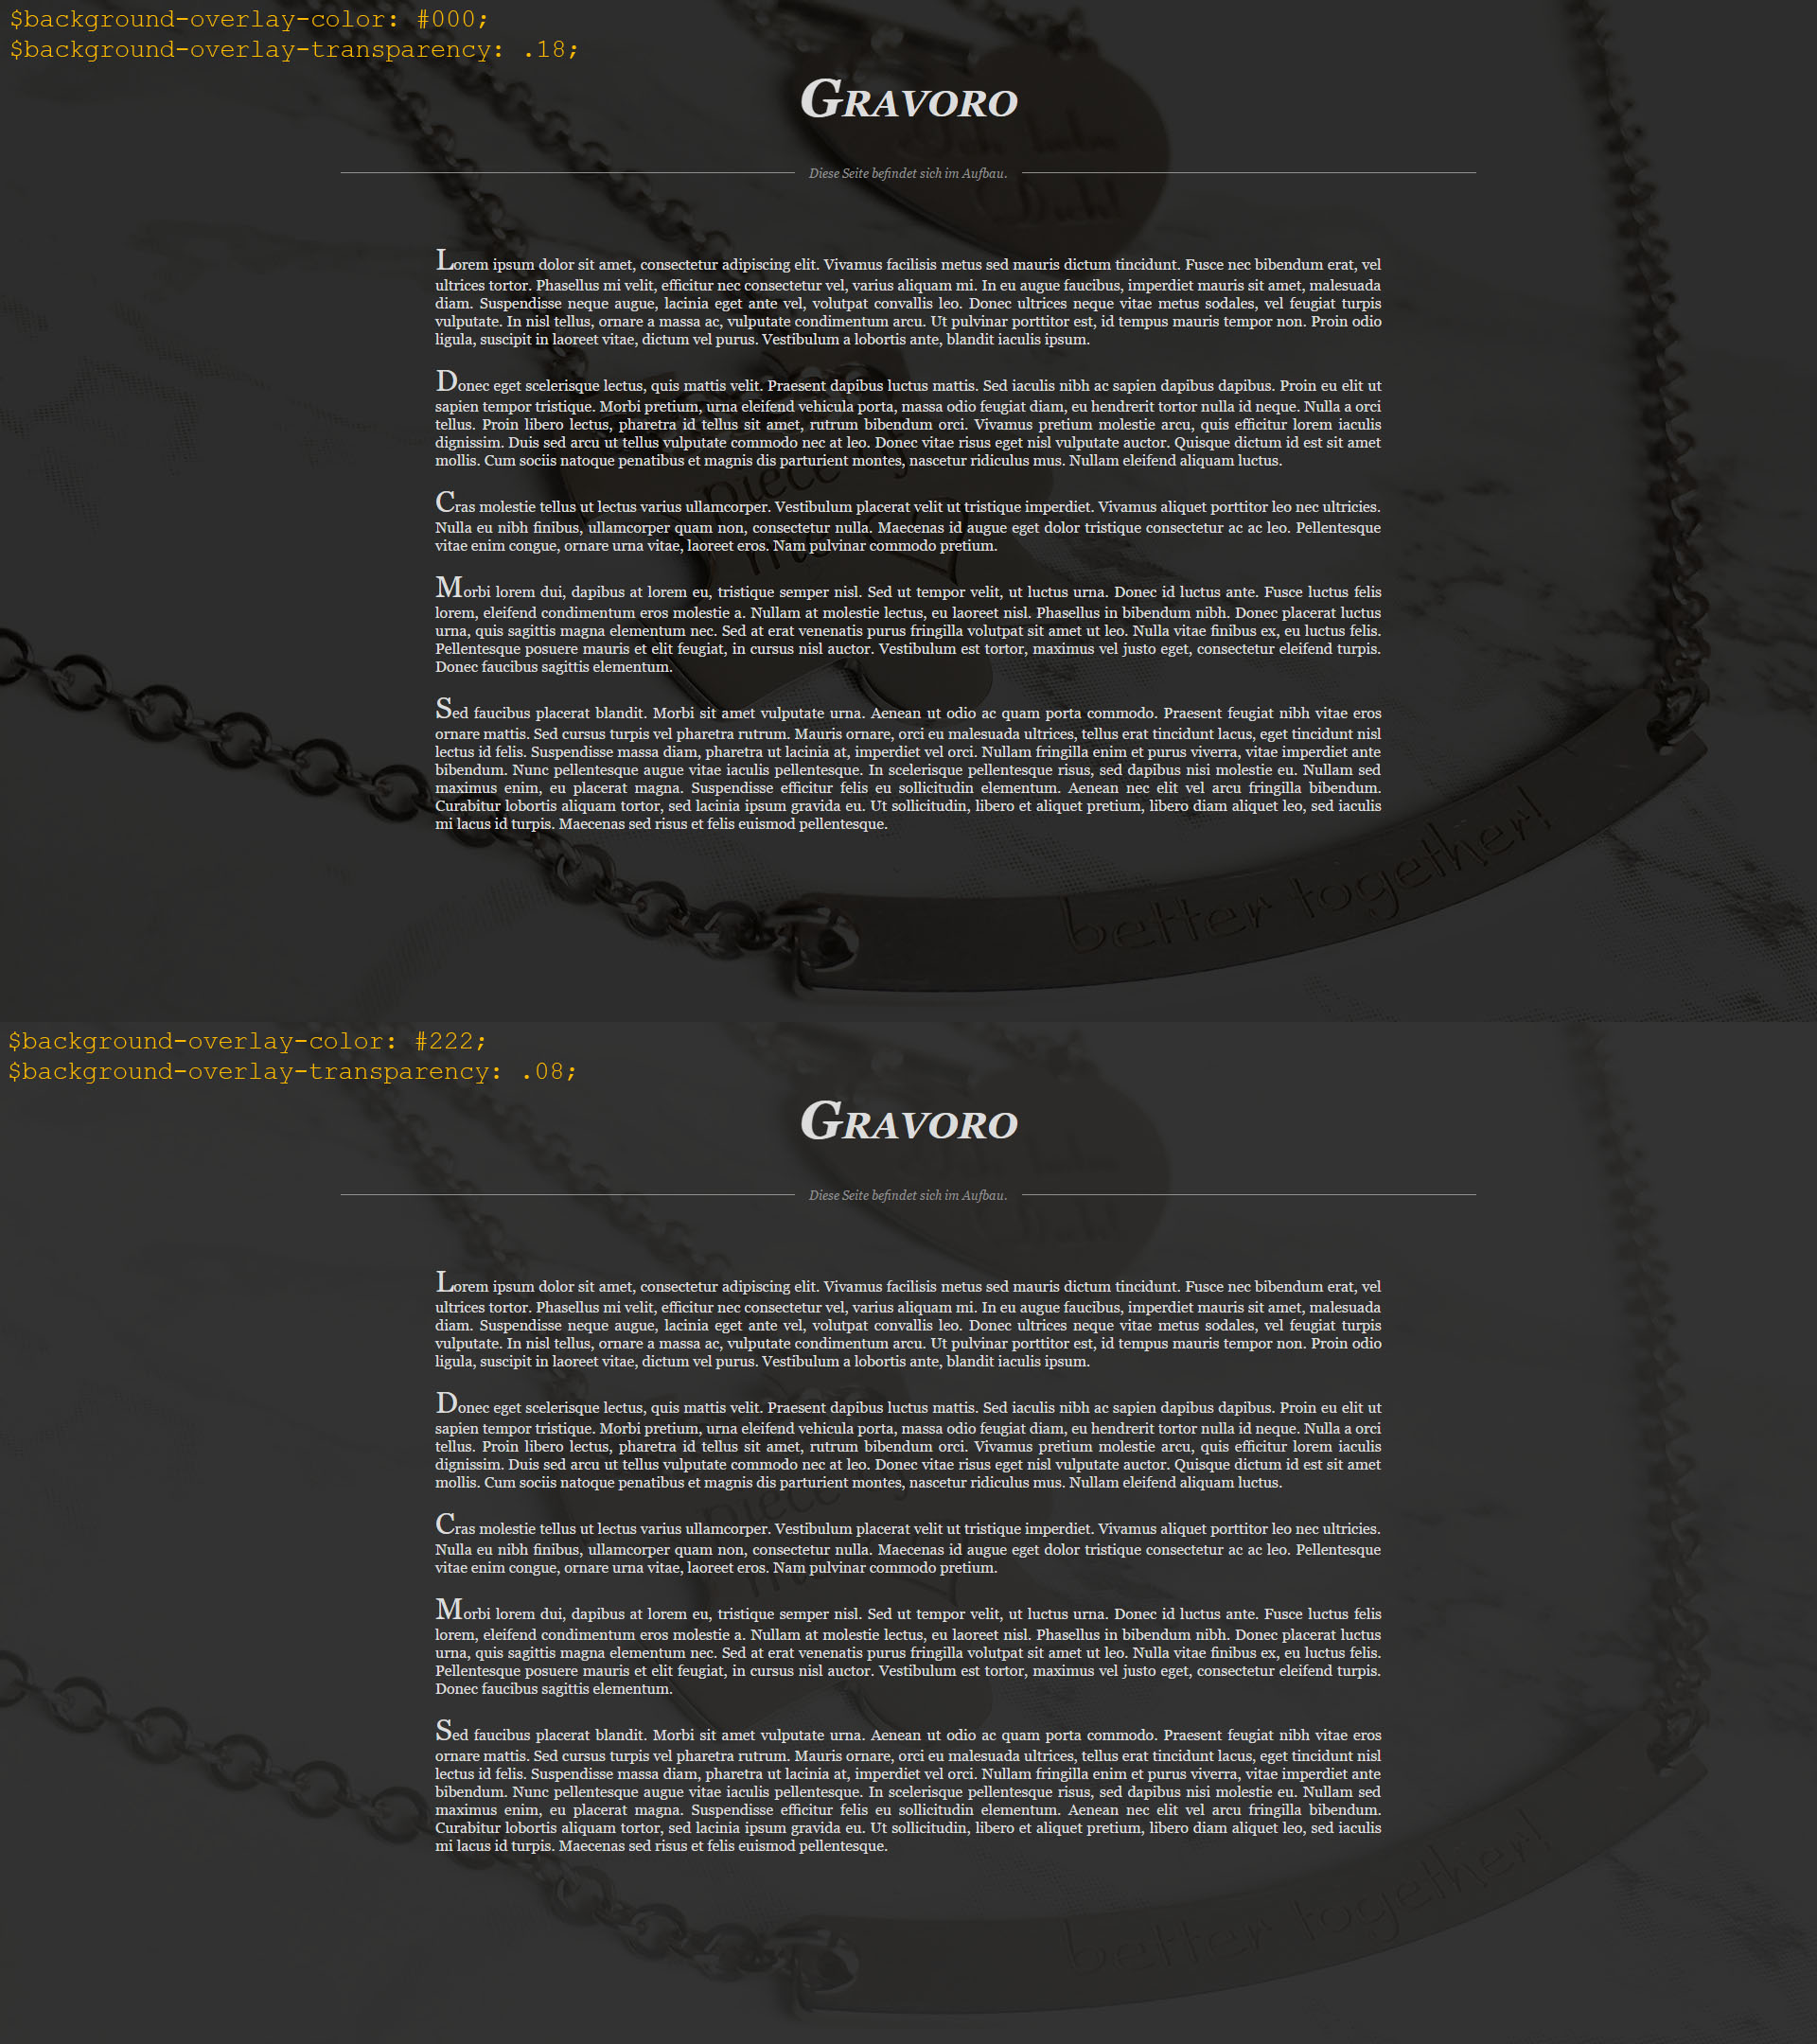 $background-overlay-color: #000;
$background-overlay-transparency: .18;
Gravoro
Diese Seite befindet sich im Aufbau.
Ich liebe
Dich!
Lorem ipsum dolor sit amet, consectetur adipiscing elit. Vivamus facilisis metus sed mauris dictum tincidunt. Fusce nec bibendum erat, vel
ultrices tortor. Phasellus mi velit, efficitur nec consectetur vel, varius aliquam mi. In eu augue faucibus, imperdiet mauris sit amet, malesuada
diam. Suspendisse neque augue, lacinia eget ante vel, volutpat convallis leo. Donec ultrices neque vitae metus sodales, vel feugiat turpis
vulputate. In nisl tellus, ornare a massa ac, vulputate condimentum arcu. Ut pulvinar porttitor est, id tempus mauris tempor non. Proin odio
ligula, suscipit in laoreet vitae, dictum vel purus. Vestibulum a lobortis ante, blandit iaculis ipsum.
Donec eget scelerisque lectus, quis mattis velit. Praesent dapibus luctus mattis. Sed iaculis nibh ac sapien dapibus dapibus. Proin eu elit ut
sapien tempor tristique. Morbi pretium, urna eleifend vehicula porta, massa odio feugiat diam, eu hendrerit tortor nulla id neque. Nulla a orci
tellus. Proin libero lectus, pharetra id tellus sit amet, rutrum bibendum orci. Vivamus pretium molestie arcu, quis efficitur lorem iaculis
dignissim. Duis sed arcu ut tellus vulputate commodo nec at leo. Donec vitae risus eget nisl vulputate auctor. Quisque dictum id est sit amet
mollis. Cum sociis natoque penatibus et magnis dis parturient montes, nascetur ridiculus mus. Nullam eleifend aliquam luctus.
piece of
me
Cras molestie tellus ut lectus varius ullamcorper. Vestibulum placerat velit ut tristique imperdiet. Vivamus aliquet porttitor leo nec ultricies.
Nulla eu nibh finibus, ullamcorper quam non, consectetur nulla. Maecenas id augue eget dolor tristique consectetur ac ac leo. Pellentesque
vitae enim congue, ornare urna vitae, laoreet eros. Nam pulvinar commodo pretium.
Morbi lorem dui, dapibus at lorem eu, tristique semper nisl. Sed ut tempor velit, ut luctus urna. Donec id luctus ante. Fusce luctus felis
lorem, eleifend condimentum eros molestie a. Nullam at molestie lectus, eu laoreet nisl. Phasellus in bibendum nibh. Donec placerat luctus
urna, quis sagittis magna elementum nec. Sed at erat venenatis purus fringilla volutpat sit amet ut leo. Nulla vitae finibus ex, eu luctus felis.
Pellentesque posuere mauris et elit feugiat, in cursus nisl auctor. Vestibulum est tortor, maximus vel justo eget, consectetur eleifend turpis.
Donec faucibus sagittis elementum.
Sed faucibus placerat blandit. Morbi sit amet vulputate urna. Aenean ut odio ac quam porta commodo. Praesent feugiat nibh vitae eros
ornare mattis. Sed cursus turpis vel pharetra rutrum. Mauris ornare, orci eu malesuada ultrices, tellus erat tincidunt lacus, eget tincidunt nisl
lectus id felis. Suspendisse massa diam, pharetra ut lacinia at, imperdiet vel orci. Nullam fringilla enim et purus viverra, vitae imperdiet ante
bibendum. Nunc pellentesque augue vitae iaculis pellentesque. In scelerisque pellentesque risus, sed dapibus nisi molestie eu. Nullam sed
maximus enim, eu placerat magna. Suspendisse efficitur felis eu sollicitudin elementum. Aenean nec elit vel arcu fringilla bibendum.
Curabitur lobortis aliquam tortor, sed lacinia ipsum gravida eu. Ut sollicitudin, libero et aliquet pretium, libero diam aliquet leo, sed iaculis
mi lacus id turpis. Maecenas sed risus et felis euismod pellentesque.
better together!
$background-overlay-color: #222;
$background-overlay-transparency: .08;
Gravoro
Diese Seite befindet sich im Aufbau.
Ich liebe
Dich!
Lorem ipsum dolor sit amet, consectetur adipiscing elit. Vivamus facilisis metus sed mauris dictum tincidunt. Fusce nec bibendum erat, vel
ultrices tortor. Phasellus mi velit, efficitur nec consectetur vel, varius aliquam mi. In eu augue faucibus, imperdiet mauris sit amet, malesuada
diam. Suspendisse neque augue, lacinia eget ante vel, volutpat convallis leo. Donec ultrices neque vitae metus sodales, vel feugiat turpis
vulputate. In nisl tellus, ornare a massa ac, vulputate condimentum arcu. Ut pulvinar porttitor est, id tempus mauris tempor non. Proin odio
ligula, suscipit in laoreet vitae, dictum vel purus. Vestibulum a lobortis ante, blandit iaculis ipsum.
Donec eget scelerisque lectus, quis mattis velit. Praesent dapibus luctus mattis. Sed iaculis nibh ac sapien dapibus dapibus. Proin eu elit ut
sapien tempor tristique. Morbi pretium, urna eleifend vehicula porta, massa odio feugiat diam, eu hendrerit tortor nulla id neque. Nulla a orci
tellus. Proin libero lectus, pharetra id tellus sit amet, rutrum bibendum orci. Vivamus pretium molestie arcu, quis efficitur lorem iaculis
dignissim. Duis sed arcu ut tellus vulputate commodo nec at leo. Donec vitae risus eget nisl vulputate auctor. Quisque dictum id est sit amet
mollis. Cum sociis natoque penatibus et magnis dis parturient montes, nascetur ridiculus mus. Nullam eleifend aliquam luctus.
piece of
me
Cras molestie tellus ut lectus varius ullamcorper. Vestibulum placerat velit ut tristique imperdiet. Vivamus aliquet porttitor leo nec ultricies.
Nulla eu nibh finibus, ullamcorper quam non, consectetur nulla. Maecenas id augue eget dolor tristique consectetur ac ac leo. Pellentesque
vitae enim congue, ornare urna vitae, laoreet eros. Nam pulvinar commodo pretium.
Morbi lorem dui, dapibus at lorem eu, tristique semper nisl. Sed ut tempor velit, ut luctus urna. Donec id luctus ante. Fusce luctus felis
lorem, eleifend condimentum eros molestie a. Nullam at molestie lectus, eu laoreet nisl. Phasellus in bibendum nibh. Donec placerat luctus
urna, quis sagittis magna elementum nec. Sed at erat venenatis purus fringilla volutpat sit amet ut leo. Nulla vitae finibus ex, eu luctus felis.
Pellentesque posuere mauris et elit feugiat, in cursus nisl auctor. Vestibulum est tortor, maximus vel justo eget, consectetur eleifend turpis.
Donec faucibus sagittis elementum.
Sed faucibus placerat blandit. Morbi sit amet vulputate urna. Aenean ut odio ac quam porta commodo. Praesent feugiat nibh vitae eros
ornare mattis. Sed cursus turpis vel pharetra rutrum. Mauris ornare, orci eu malesuada ultrices, tellus erat tincidunt lacus, eget tincidunt nisl
lectus id felis. Suspendisse massa diam, pharetra ut lacinia at, imperdiet vel orci. Nullam fringilla enim et purus viverra, vitae imperdiet ante
bibendum. Nunc pellentesque augue vitae iaculis pellentesque. In scelerisque pellentesque risus, sed dapibus nisi molestie eu. Nullam sed
maximus enim, eu placerat magna. Suspendisse efficitur felis eu sollicitudin elementum. Aenean nec elit vel arcu fringilla bibendum.
Curabitur lobortis aliquam tortor, sed lacinia ipsum gravida eu. Ut sollicitudin, libero et aliquet pretium, libero diam aliquet leo, sed iaculis
mi lacus id turpis. Maecenas sed risus et felis euismod pellentesque.
better together!